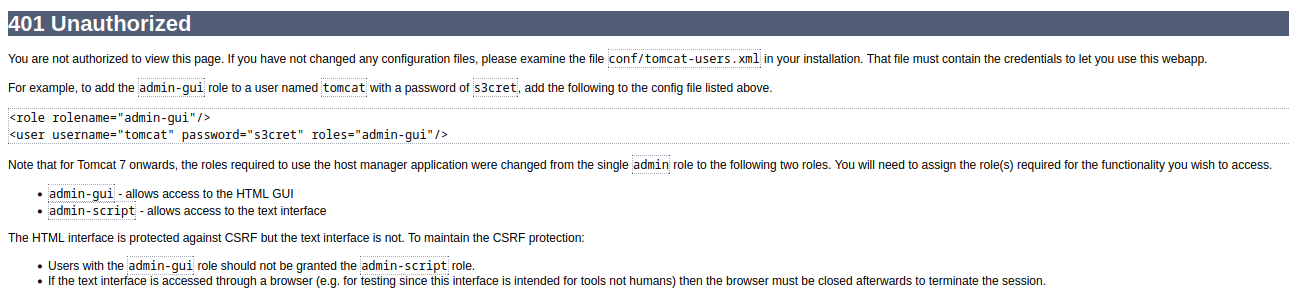 401 Unauthorized
You are not authorized to view this page. If you have not changed any configuration files, please examine the file conf/tomcat-users.xml in your installation. That file must contain the credentials to let you use this webapp.
For example, to add the admin-gui role to a user named tomcat with a password of s3cret, add the following to the config file listed above.
<role rolename="admin-gui"/>
<user username="tomcat" password="s3cret" roles="admin-gui"/>
Note that for Tomcat 7 onwards, the roles required to use the host manager application were changed from the single admin role to the following two roles. You will need to assign the role(s) required for the functionality you wish to access.
• admin-gui - allows access to the HTML GUI
• admin-script - allows access to the text interface
The HTML interface is protected against CSRF but the text interface is not. To maintain the CSRF protection:
• Users with the admin-gui role should not be granted the admin-script role.
• If the text interface is accessed through a browser (e.g. for testing since this interface is intended for tools not humans) then the browser must be closed afterwards to terminate the session.